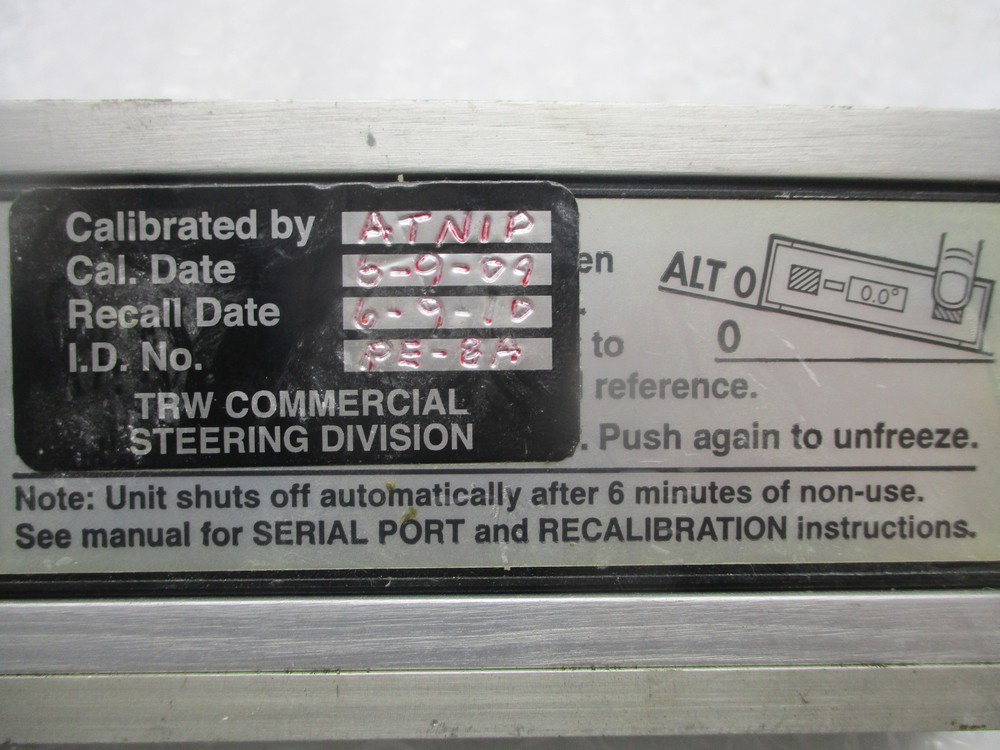 Calibrated by ATNIP
Cal. Date 5-9-09
Recall Date 6-9-10
I.D. No. PE-8A
TRW COMMERCIAL
STEERING DIVISION
en
to
reference.
. Push again to unfreeze.
ALT 0
0.0°
0
Note: Unit shuts off automatically after 6 minutes of non-use.
See manual for SERIAL PORT and RECALIBRATION instructions.